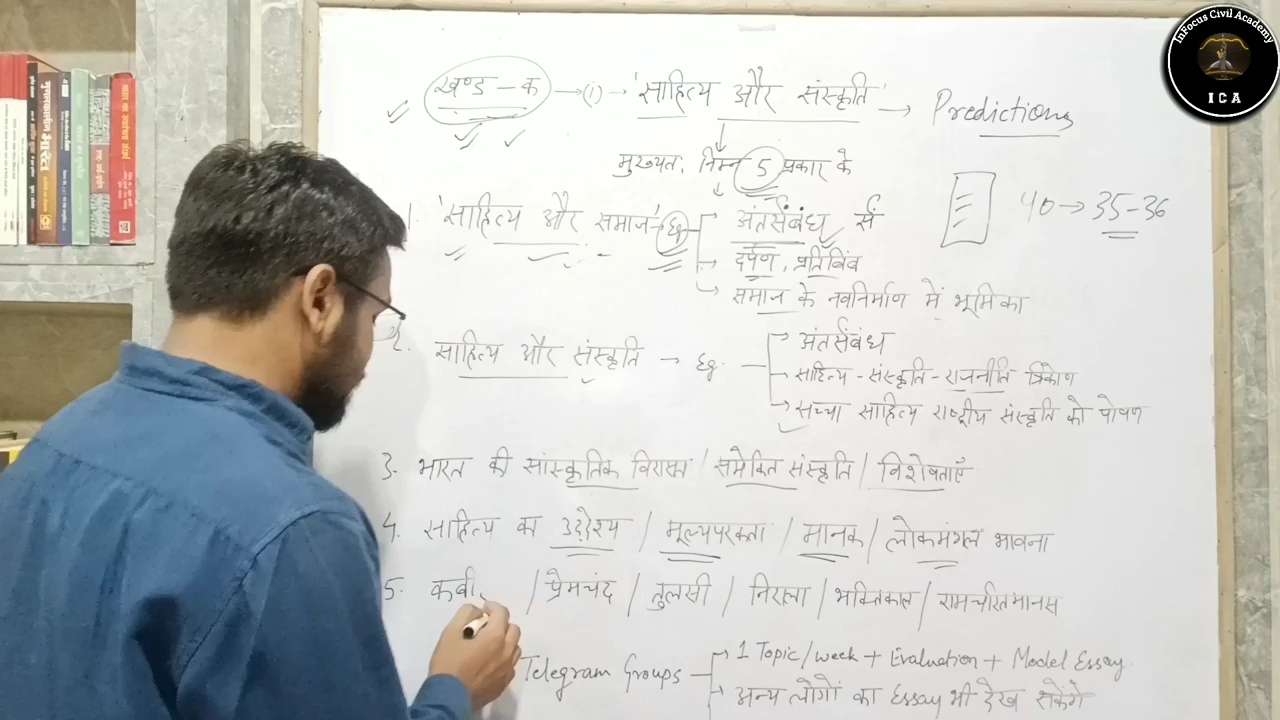 InFocus Civil Academy
ICA
खण्ड - क → (1) → 'साहित्य और संस्कृति' → Predictions
मुख्यतः निम्न 5 प्रकार के
1. 'साहित्य और समाज' - Eg
अंतर्संबंध से
दर्पण, प्रतिबिंब
समाज के नवनिर्माण में भूमिका
40 → 35-36
2. साहित्य और संस्कृति → Eg.
अंतर्संबंध
साहित्य - संस्कृति - राजनीति त्रिकोण
सच्चा साहित्य राष्ट्रीय संस्कृति को पोषण
3. भारत की सांस्कृतिक विरासत / समेकित संस्कृति / विशेषताएँ
4. साहित्य का उद्देश्य / मूल्यपरकता / मानक / लोकमंगल भावना
5. कबी / प्रेमचंद / तुलसी / निराला / भक्तिकाल / रामचरितमानस
Telegram Groups
1 Topic/week + Evaluation + Model Essay
अन्य लोगों का Essay भी देख सकेंगे